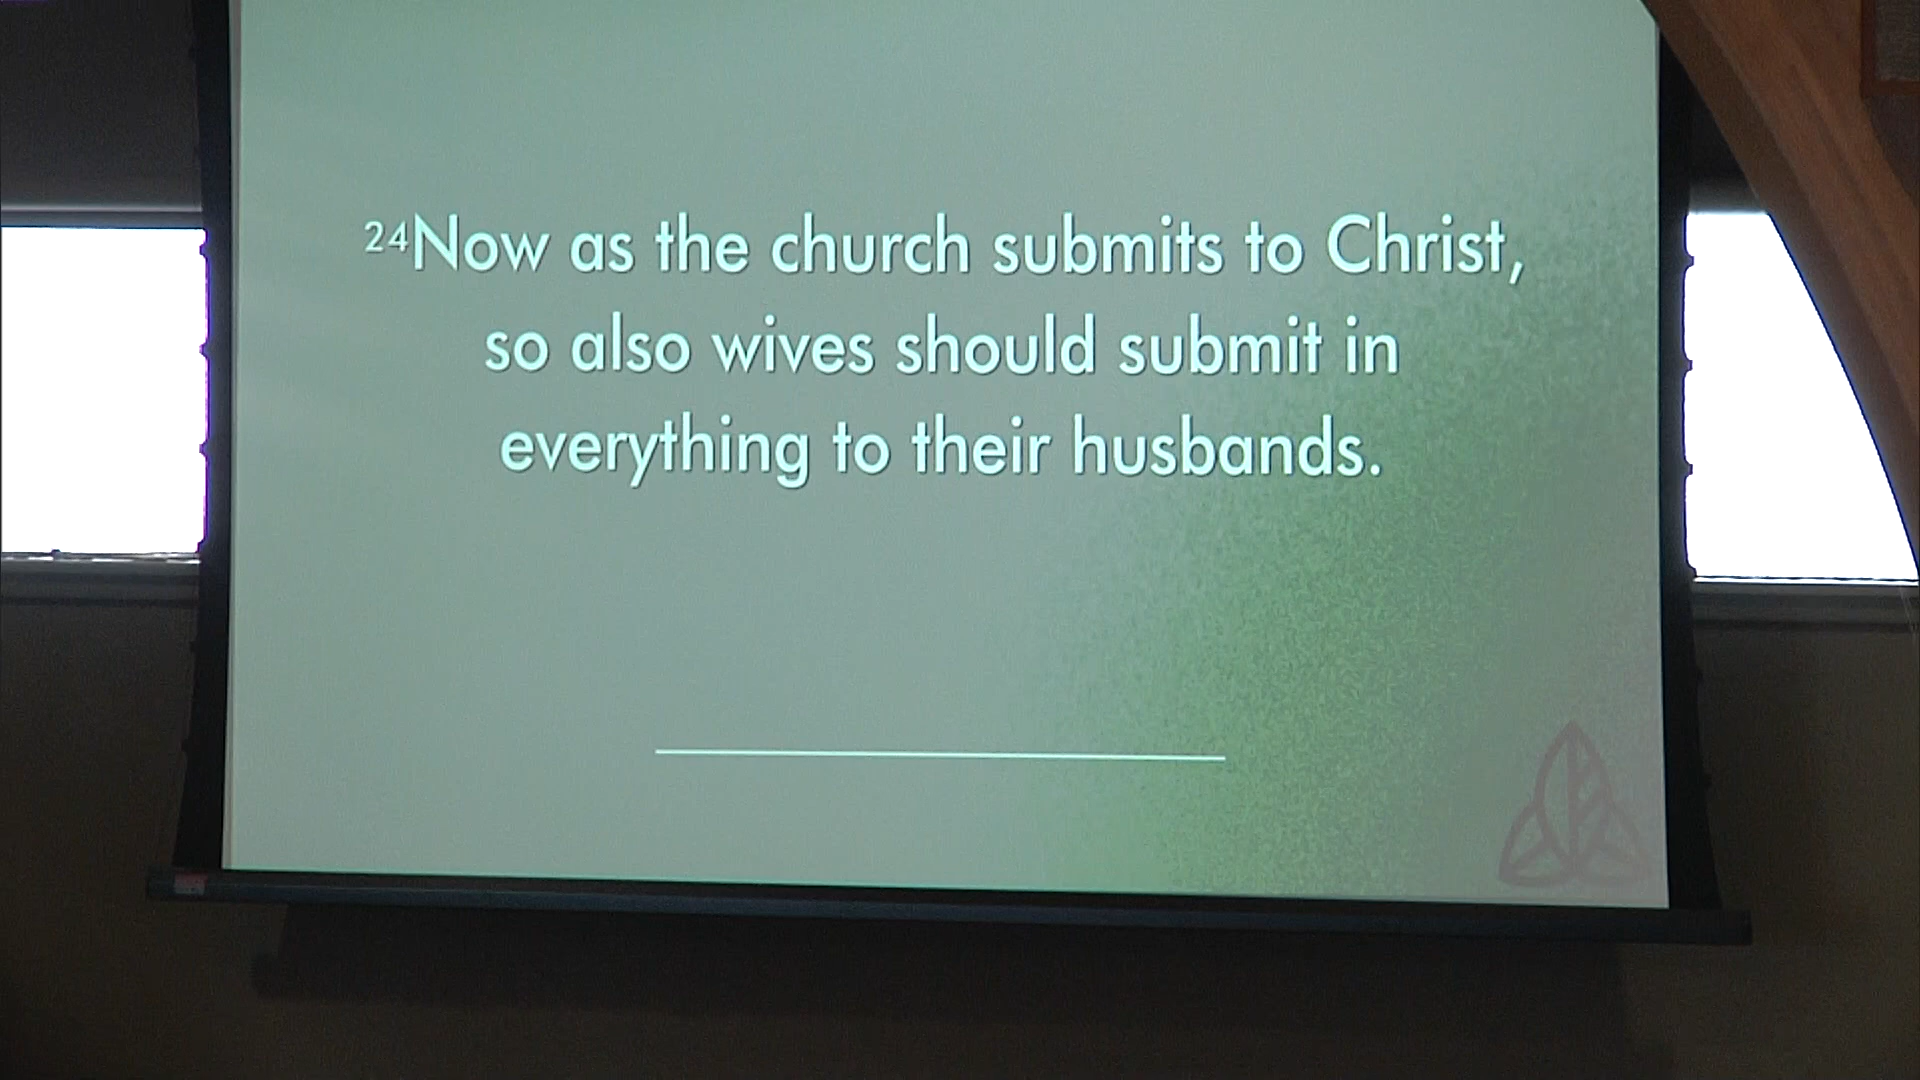 24Now as the church submits to Christ,
so also wives should submit in
everything to their husbands.